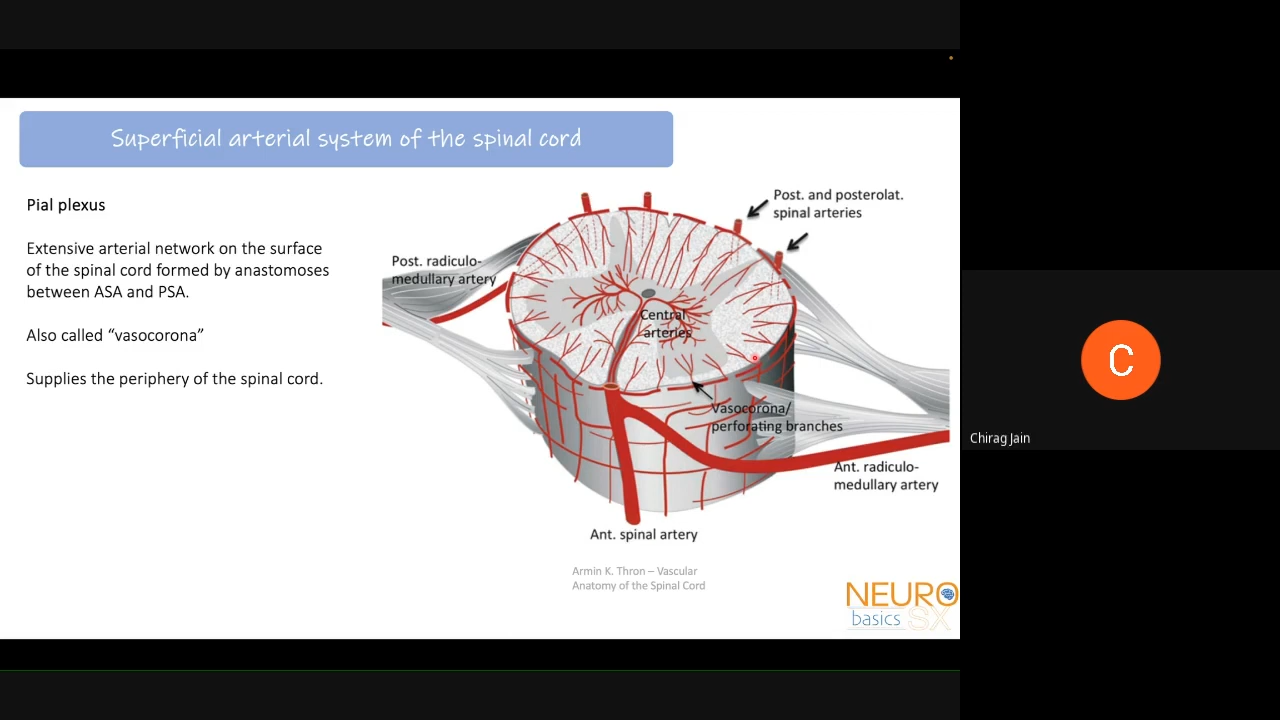 Superficial arterial system of the spinal cord
Pial plexus
Extensive arterial network on the surface
of the spinal cord formed by anastomoses
between ASA and PSA.
Also called “vasocorona”
Supplies the periphery of the spinal cord.
Post. and posterolat.
spinal arteries
Post. radiculo-
medullary artery
Central
arteries
Vasocorona/
perforating branches
Ant. radiculo-
medullary artery
Ant. spinal artery
Armin K. Thron – Vascular
Anatomy of the Spinal Cord
NEURO
basics SX
C
Chirag Jain